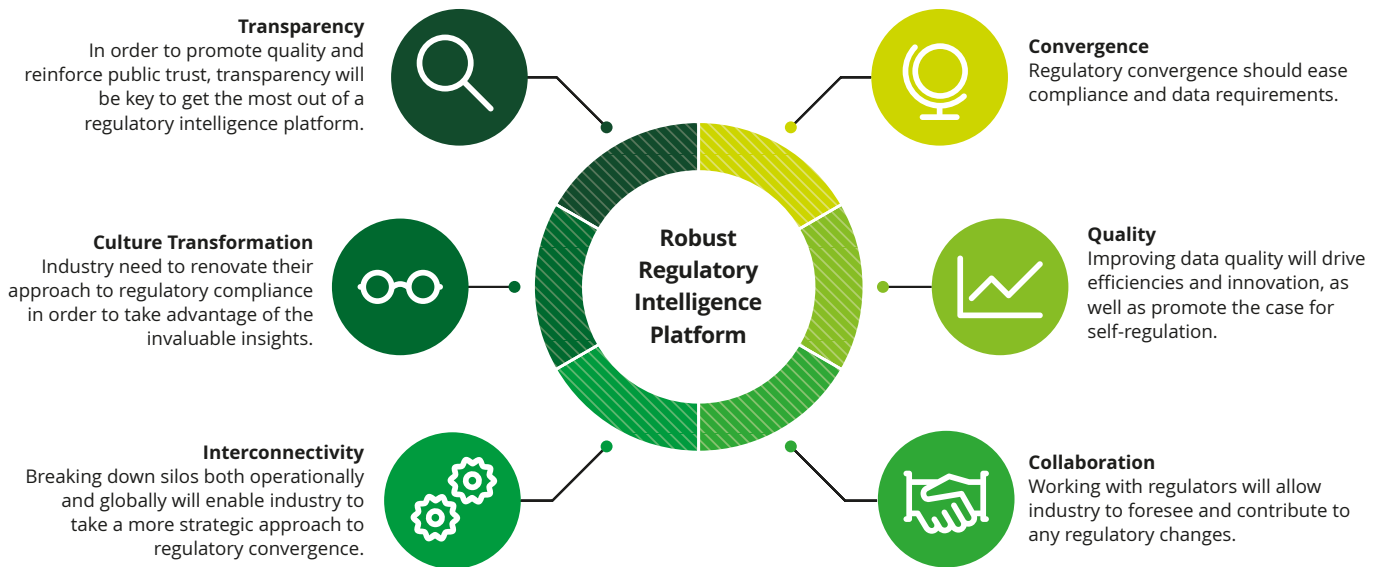 Transparency
In order to promote quality and
reinforce public trust, transparency will
be key to get the most out of a
regulatory intelligence platform.
Convergence
Regulatory convergence should ease
compliance and data requirements.
Culture Transformation
Industry need to renovate their
approach to regulatory compliance
in order to take advantage of the
invaluable insights.
Robust
Regulatory
Intelligence
Platform
Quality
Improving data quality will drive
efficiencies and innovation, as
well as promote the case for
self-regulation.
Interconnectivity
Breaking down silos both operationally
and globally will enable industry to
take a more strategic approach to
regulatory convergence.
Collaboration
Working with regulators will allow
industry to foresee and contribute to
any regulatory changes.